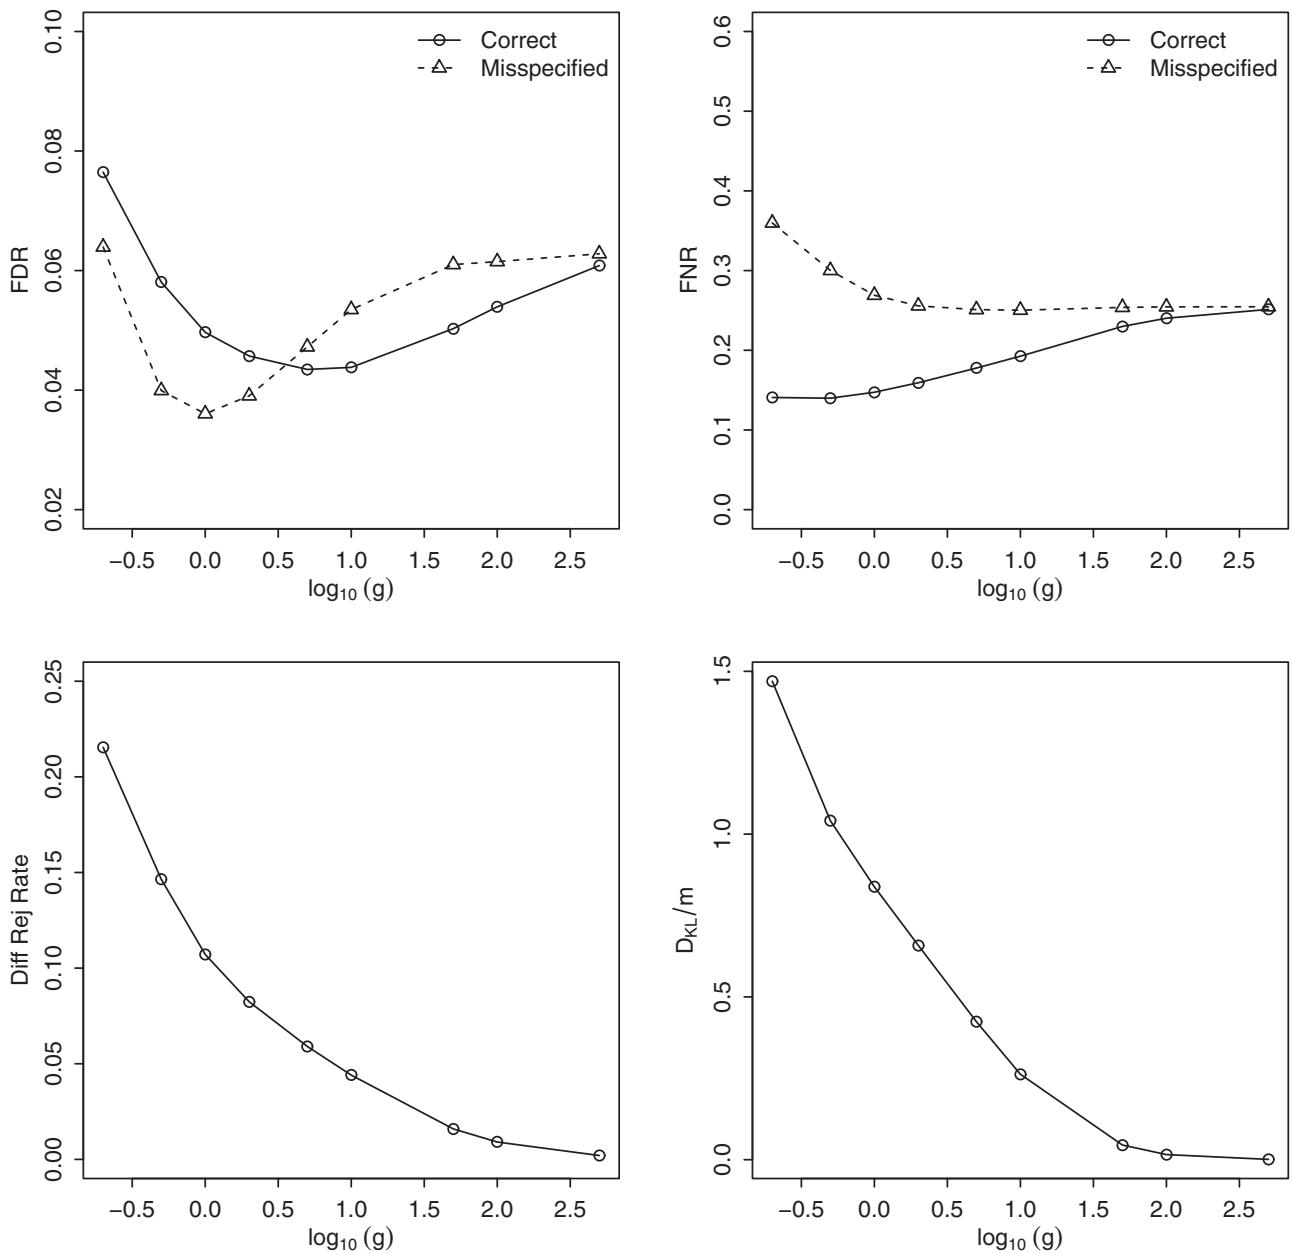 FDR
0.10
0.08
0.06
0.04
0.02
Correct
Misspecified
−0.5 0.0 0.5 1.0 1.5 2.0 2.5
log10 (g)
FNR
0.6
0.5
0.4
0.3
0.2
0.1
0.0
Correct
Misspecified
−0.5 0.0 0.5 1.0 1.5 2.0 2.5
log10 (g)
Diff Rej Rate
0.25
0.20
0.15
0.10
0.05
0.00
−0.5 0.0 0.5 1.0 1.5 2.0 2.5
log10 (g)
DKL/m
1.5
1.0
0.5
0.0
−0.5 0.0 0.5 1.0 1.5 2.0 2.5
log10 (g)